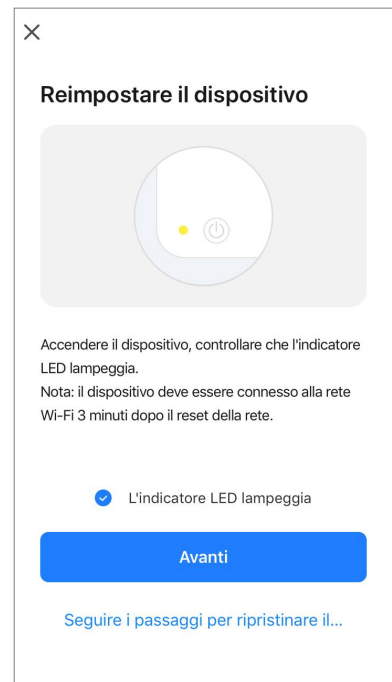 Reimpostare il dispositivo
Accendere il dispositivo, controllare che l'indicatore
LED lampeggia.
Nota: il dispositivo deve essere connesso alla rete
Wi-Fi 3 minuti dopo il reset della rete.
L'indicatore LED lampeggia
Avanti
Seguire i passaggi per ripristinare il...